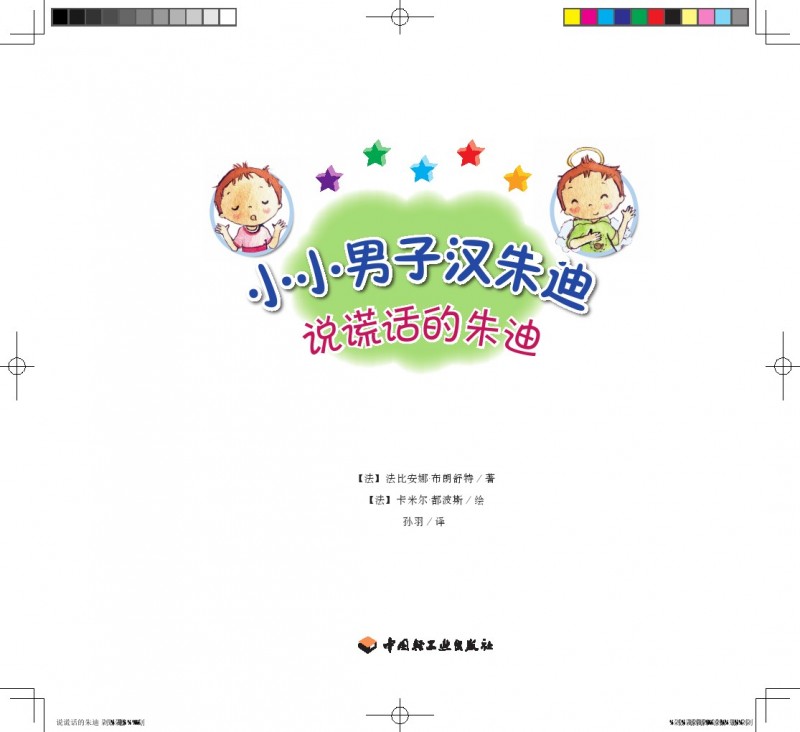 小小男子汉朱迪
说谎话的朱迪
【法】法比安娜·布朗舒特／著
【法】卡米尔·都波斯／绘
孙羽／译
中国轻工业出版社
说谎话的朱迪